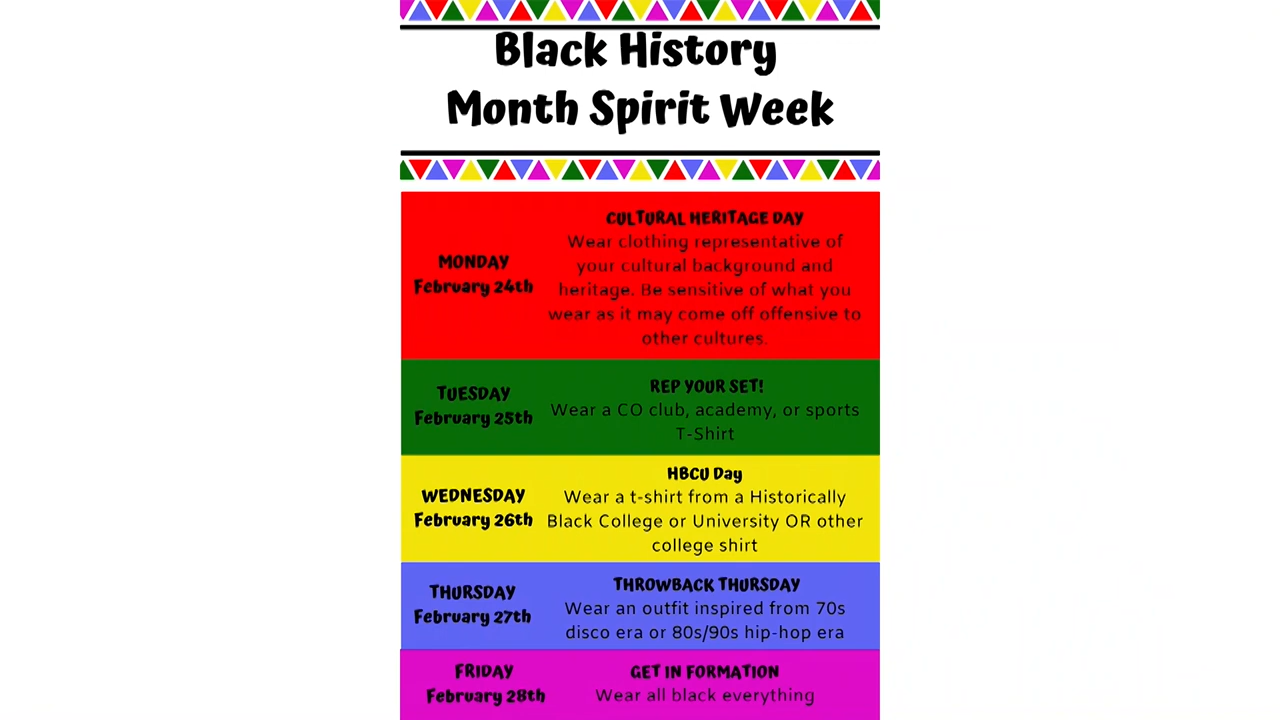 Black History
Month Spirit Week
MONDAY
February 24th
CULTURAL HERITAGE DAY
Wear clothing representative of
your cultural background and
heritage. Be sensitive of what you
wear as it may come off offensive to
other cultures.
TUESDAY
February 25th
REP YOUR SET!
Wear a CO club, academy, or sports
T-Shirt
WEDNESDAY
February 26th
HBCU Day
Wear a t-shirt from a Historically
Black College or University OR other
college shirt
THURSDAY
February 27th
THROWBACK THURSDAY
Wear an outfit inspired from 70s
disco era or 80s/90s hip-hop era
FRIDAY
February 28th
GET IN FORMATION
Wear all black everything